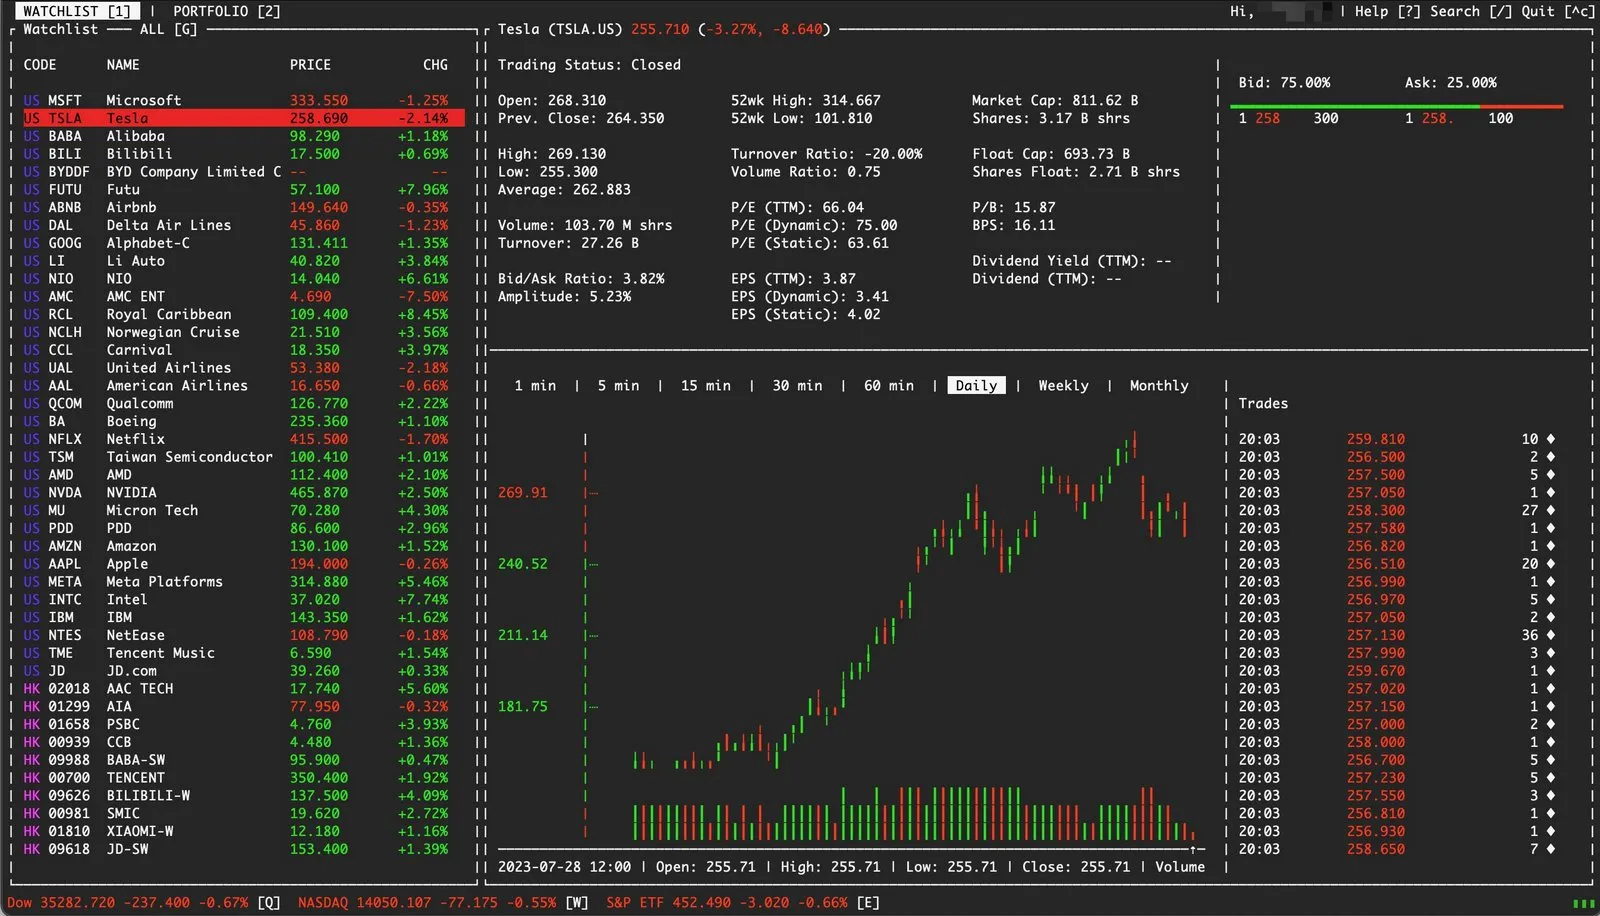 WATCHLIST [1] | PORTFOLIO [2]
Hi, | Help [?] Search [/] Quit [^c]
Watchlist —— ALL [G]
CODE NAME PRICE CHG
US MSFT Microsoft 333.550 -1.25%
US TSLA Tesla 258.690 -2.14%
US BABA Alibaba 98.290 +1.18%
US BILI Bilibili 17.500 +0.69%
US BYDDF BYD Company Limited C -- --
US FUTU Futu 57.100 +7.96%
US ABNB Airbnb 149.640 -0.35%
US DAL Delta Air Lines 45.860 -1.23%
US GOOG Alphabet-C 131.411 +1.35%
US LI Li Auto 40.820 +3.84%
US NIO NIO 14.040 +6.61%
US AMC AMC ENT 4.690 -7.50%
US RCL Royal Caribbean 109.400 +8.45%
US NCLH Norwegian Cruise 21.510 +3.56%
US CCL Carnival 18.350 +3.97%
US UAL United Airlines 53.380 -2.18%
US AAL American Airlines 16.650 -0.66%
US QCOM Qualcomm 126.770 +2.22%
US BA Boeing 235.360 +1.10%
US NFLX Netflix 415.500 -1.70%
US TSM Taiwan Semiconductor 100.410 +1.01%
US AMD AMD 112.400 +2.10%
US NVDA NVIDIA 465.870 +2.50%
US MU Micron Tech 70.280 +4.30%
US PDD PDD 86.600 +2.96%
US AMZN Amazon 130.100 +1.52%
US AAPL Apple 194.000 -0.26%
US META Meta Platforms 314.880 +5.46%
US INTC Intel 37.020 +7.74%
US IBM IBM 143.350 +1.62%
US NTES NetEase 108.790 -0.18%
US TME Tencent Music 6.590 +1.54%
US JD JD.com 39.260 +0.33%
HK 02018 AAC TECH 17.740 +5.60%
HK 01299 AIA 77.950 -0.32%
HK 01658 PSBC 4.760 +3.93%
HK 00939 CCB 4.480 +1.36%
HK 09988 BABA-SW 95.900 +0.47%
HK 00700 TENCENT 350.400 +1.92%
HK 09626 BILIBILI-W 137.500 +4.09%
HK 00981 SMIC 19.620 +2.72%
HK 01810 XIAOMI-W 12.180 +1.16%
HK 09618 JD-SW 153.400 +1.39%
Tesla (TSLA.US) 255.710 (-3.27%, -8.640)
Trading Status: Closed
Open: 268.310 52wk High: 314.667 Market Cap: 811.62 B
Prev. Close: 264.350 52wk Low: 101.810 Shares: 3.17 B shrs
High: 269.130 Turnover Ratio: -20.00% Float Cap: 693.73 B
Low: 255.300 Volume Ratio: 0.75 Shares Float: 2.71 B shrs
Average: 262.883
P/E (TTM): 66.04 P/B: 15.87
Volume: 103.70 M shrs P/E (Dynamic): 75.00 BPS: 16.11
Turnover: 27.26 B P/E (Static): 63.61
Dividend Yield (TTM): --
Bid/Ask Ratio: 3.82% EPS (TTM): 3.87 Dividend (TTM): --
Amplitude: 5.23% EPS (Dynamic): 3.41
EPS (Static): 4.02
Bid: 75.00% Ask: 25.00%
1 258 300 1 258. 100
1 min | 5 min | 15 min | 30 min | 60 min | Daily | Weekly | Monthly
269.91
240.52
211.14
181.75
2023-07-28 12:00 | Open: 255.71 | High: 255.71 | Low: 255.71 | Close: 255.71 | Volume
Trades
20:03 259.810 10 ♦
20:03 256.500 2 ♦
20:03 257.500 5 ♦
20:03 257.050 1 ♦
20:03 258.300 27 ♦
20:03 257.580 1 ♦
20:03 256.820 1 ♦
20:03 256.510 20 ♦
20:03 256.990 1 ♦
20:03 256.970 5 ♦
20:03 257.050 2 ♦
20:03 257.130 36 ♦
20:03 257.990 3 ♦
20:03 259.670 1 ♦
20:03 257.020 1 ♦
20:03 257.150 1 ♦
20:03 257.000 2 ♦
20:03 258.000 1 ♦
20:03 256.700 5 ♦
20:03 257.230 5 ♦
20:03 257.550 3 ♦
20:03 256.810 1 ♦
20:03 256.930 1 ♦
20:03 258.650 7 ♦
Dow 35282.720 -237.400 -0.67% [Q] NASDAQ 14050.107 -77.175 -0.55% [W] S&P ETF 452.490 -3.020 -0.66% [E]